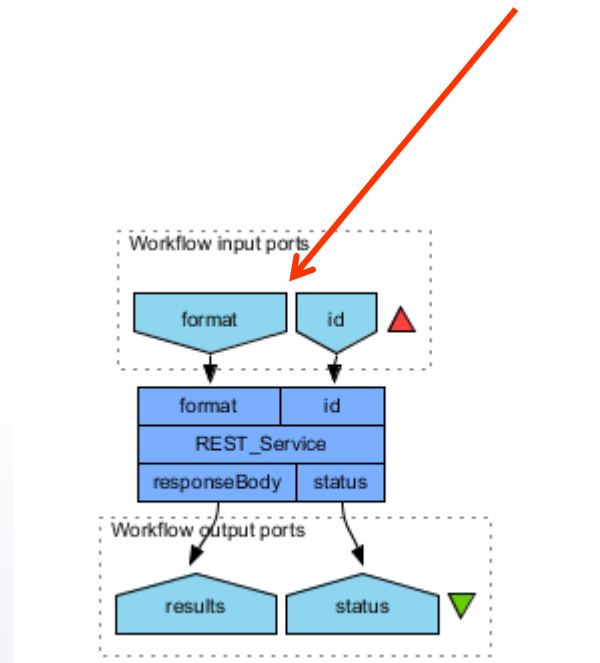 Workflow input ports
format id
format id
REST_Service
responseBody status
Workflow output ports
results status